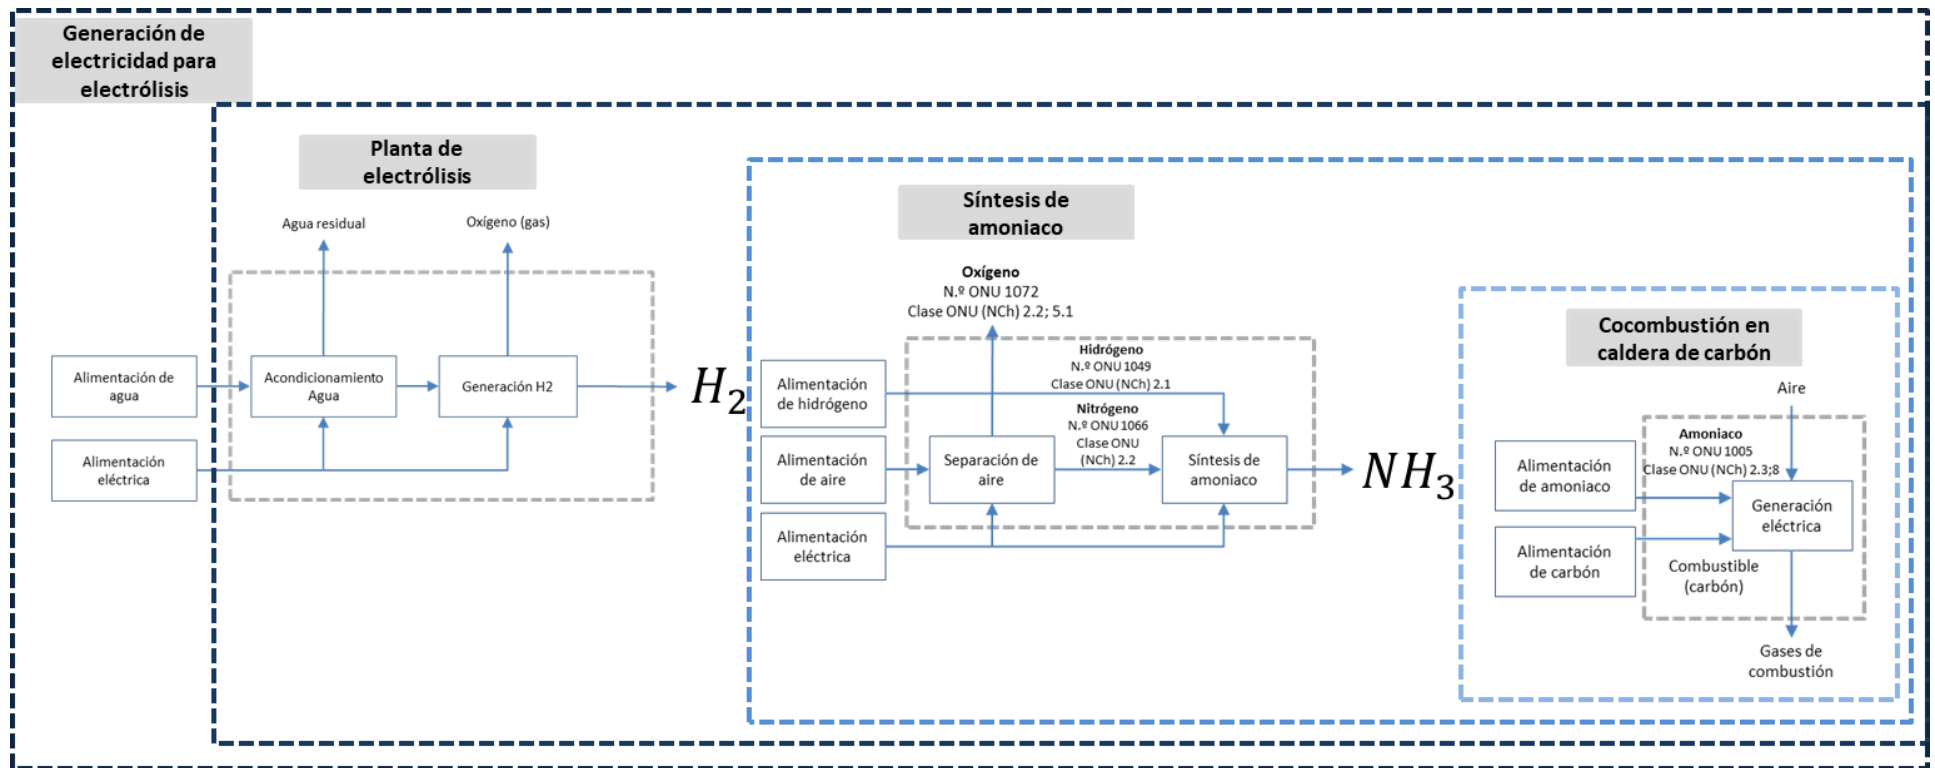 Generación de
electricidad para
electrólisis
Planta de
electrólisis
Agua residual
Oxígeno (gas)
Alimentación de
agua
Acondicionamiento
Agua
Generación H2
Alimentación
eléctrica
H₂
Síntesis de
amoniaco
Oxígeno
N.º ONU 1072
Clase ONU (NCh) 2.2; 5.1
Hidrógeno
N.º ONU 1049
Clase ONU (NCh) 2.1
Alimentación
de hidrógeno
Nitrógeno
N.º ONU 1066
Clase ONU
(NCh) 2.2
Alimentación
de aire
Separación de
aire
Síntesis de
amoniaco
Alimentación
eléctrica
NH₃
Cocombustión en
caldera de carbón
Aire
Amoniaco
N.º ONU 1005
Clase ONU (NCh) 2.3;8
Alimentación
de amoniaco
Generación
eléctrica
Alimentación
de carbón
Combustible
(carbón)
Gases de
combustión